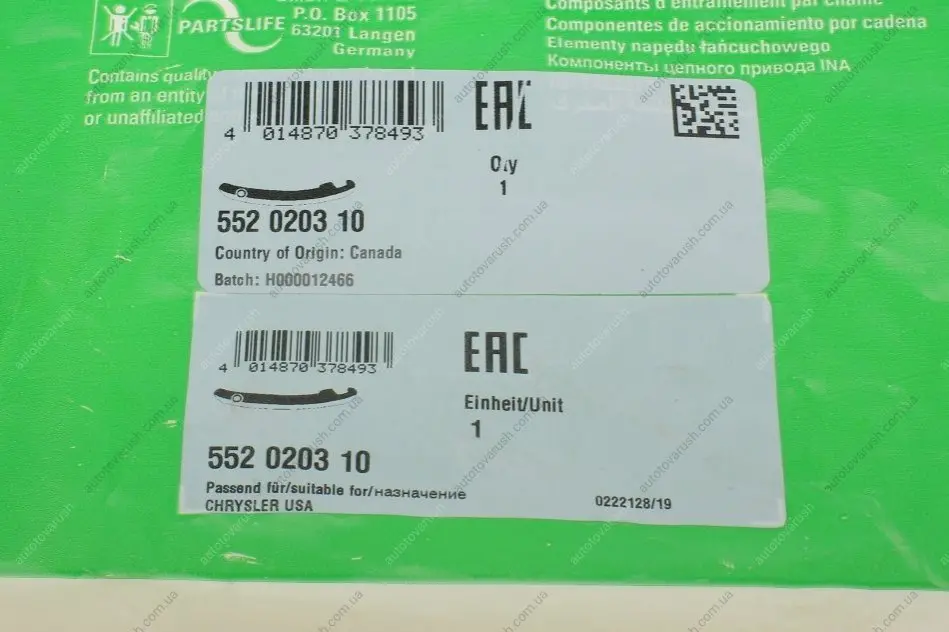 PARTSLIFE
P.O. Box 1105
63201 Langen
Germany
Composants d'entraînement par chaîne
Componentes de accionamiento por cadena
Elementy napędu łańcuchowego
Компоненты цепного привода INA
Contains quality
from an entity
or unaffiliated
4 014870 378493
EAC
Qty
1
552 0203 10
Country of Origin: Canada
Batch: H000012466
4 014870 378493
EAC
Einheit/Unit
1
552 0203 10
Passend für/suitable for/назначение
CHRYSLER USA
0222128/19
autotovarush.com.ua